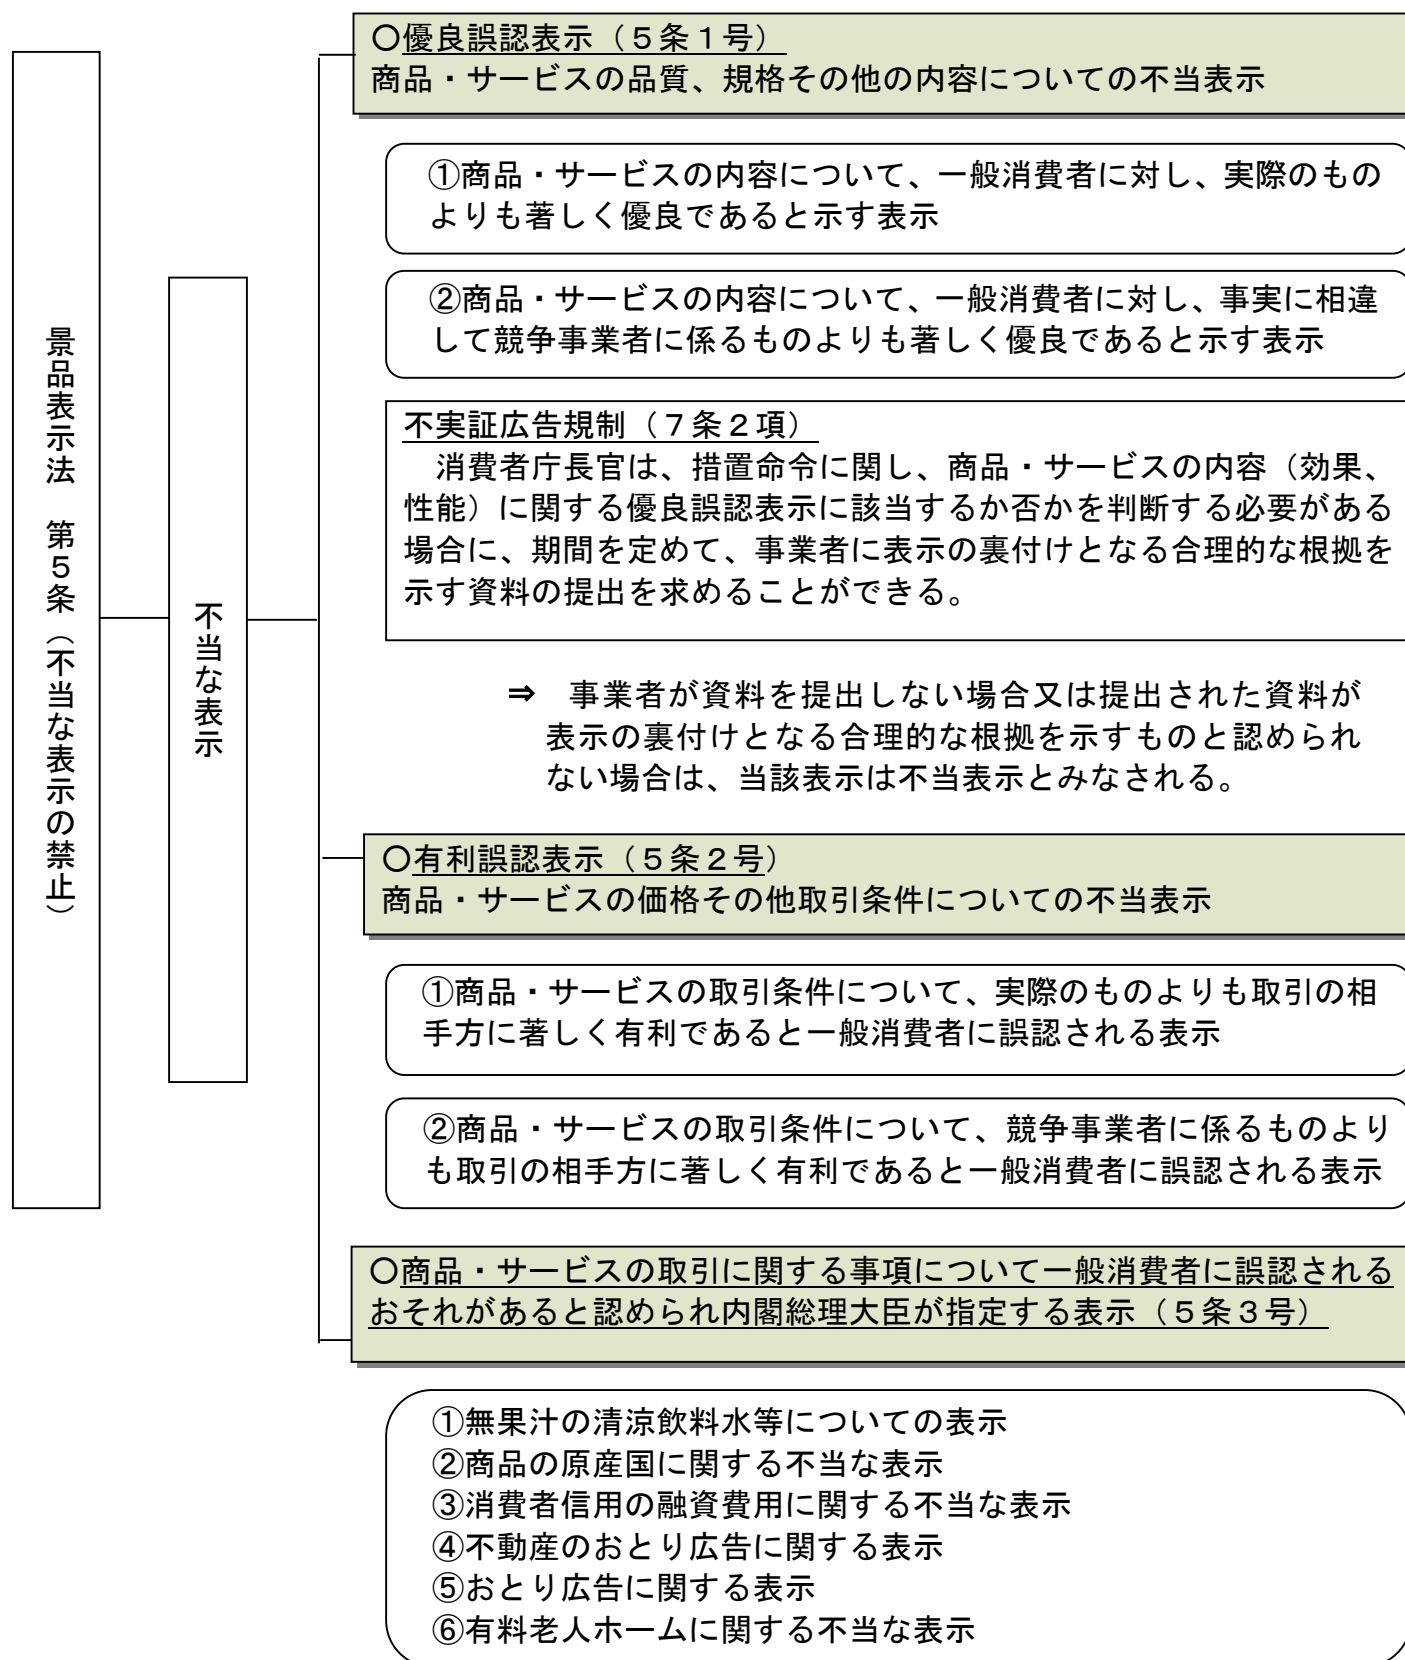 景品表示法　第５条（不当な表示の禁止）
不当な表示
○優良誤認表示（５条１号）
商品・サービスの品質、規格その他の内容についての不当表示
①商品・サービスの内容について、一般消費者に対し、実際のもの
よりも著しく優良であると示す表示
②商品・サービスの内容について、一般消費者に対し、事実に相違
して競争事業者に係るものよりも著しく優良であると示す表示
不実証広告規制（７条２項）
　消費者庁長官は、措置命令に関し、商品・サービスの内容（効果、
性能）に関する優良誤認表示に該当するか否かを判断する必要がある
場合に、期間を定めて、事業者に表示の裏付けとなる合理的な根拠を
示す資料の提出を求めることができる。
⇒　事業者が資料を提出しない場合又は提出された資料が
表示の裏付けとなる合理的な根拠を示すものと認められ
ない場合は、当該表示は不当表示とみなされる。
○有利誤認表示（５条２号）
商品・サービスの価格その他取引条件についての不当表示
①商品・サービスの取引条件について、実際のものよりも取引の相
手方に著しく有利であると一般消費者に誤認される表示
②商品・サービスの取引条件について、競争事業者に係るものより
も取引の相手方に著しく有利であると一般消費者に誤認される表示
○商品・サービスの取引に関する事項について一般消費者に誤認される
おそれがあると認められ内閣総理大臣が指定する表示（５条３号）
①無果汁の清涼飲料水等についての表示
②商品の原産国に関する不当な表示
③消費者信用の融資費用に関する不当な表示
④不動産のおとり広告に関する表示
⑤おとり広告に関する表示
⑥有料老人ホームに関する不当な表示